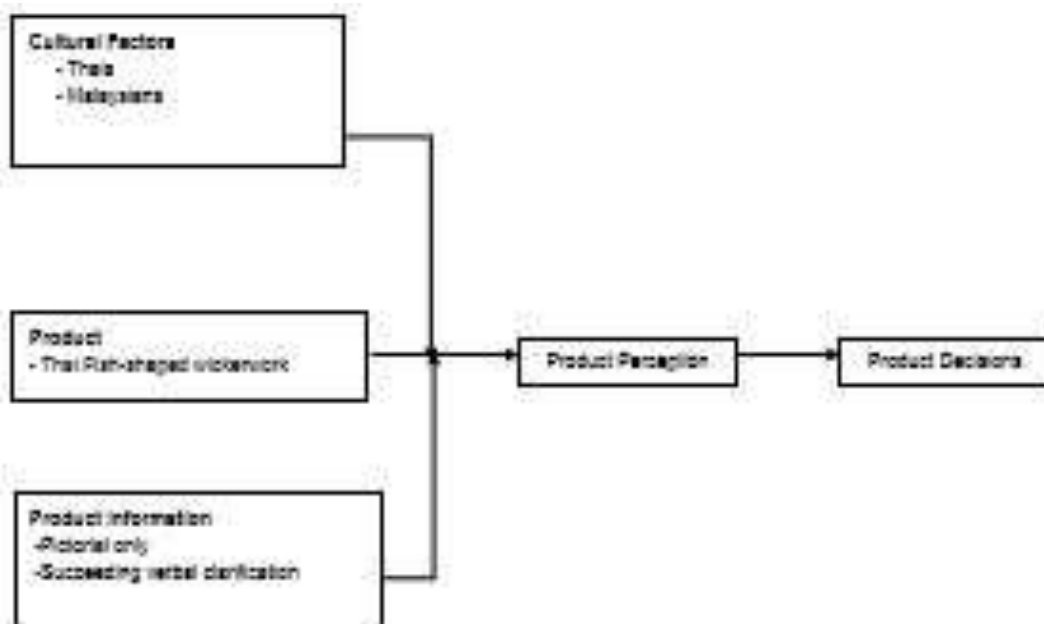 Cultural Factors
- Thais
- Malaysians
Product
- Thai Fish-shaped wickerwork
Product Information
-Pictorial only
-Succeeding verbal clarification
Product Perception
Product Decisions